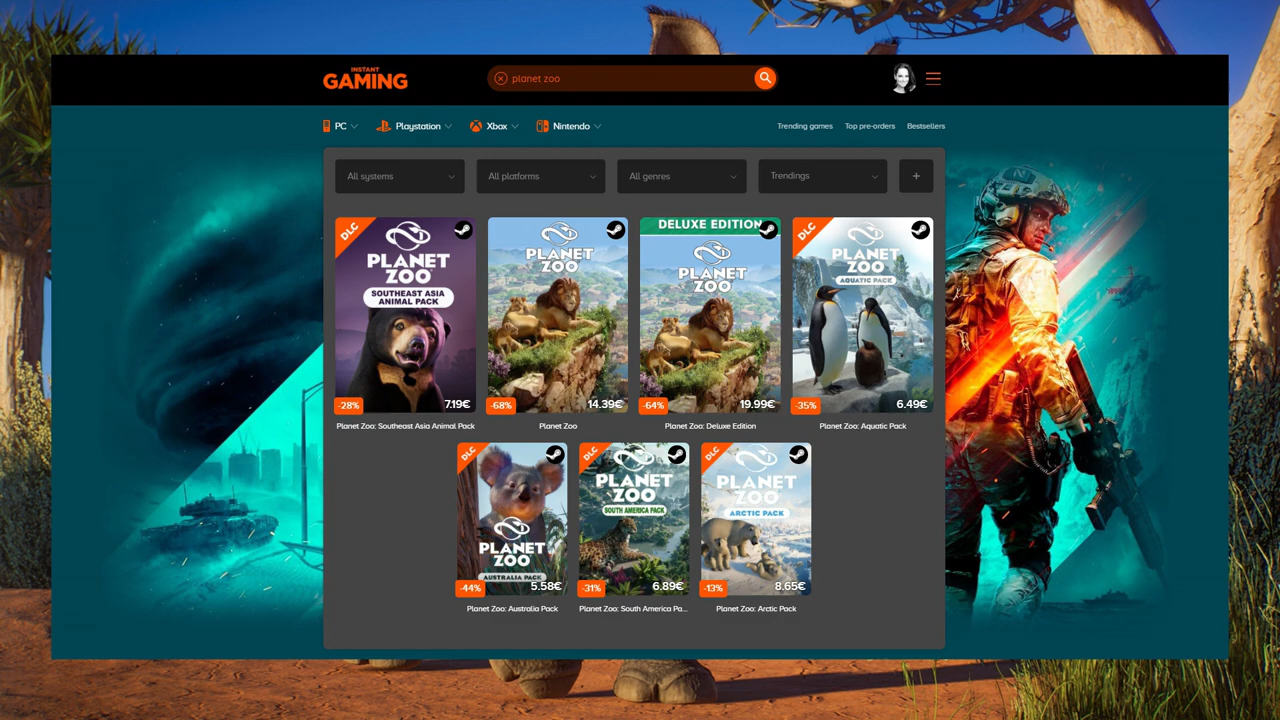 INSTANT
GAMING
planet zoo
PC
Playstation
Xbox
Nintendo
Trending games
Top pre-orders
Bestsellers
All systems
All platforms
All genres
Trendings
+
DLC
PLANET
ZOO
SOUTHEAST ASIA
ANIMAL PACK
-28%
7.19€
Planet Zoo: Southeast Asia Animal Pack
PLANET
ZOO
-68%
14.39€
Planet Zoo
DELUXE EDITION
PLANET
ZOO
-64%
19.99€
Planet Zoo: Deluxe Edition
DLC
PLANET
ZOO
AQUATIC PACK
-35%
6.49€
Planet Zoo: Aquatic Pack
DLC
PLANET
ZOO
AUSTRALIA PACK
-44%
5.58€
Planet Zoo: Australia Pack
DLC
PLANET
ZOO
SOUTH AMERICA PACK
-31%
6.89€
Planet Zoo: South America Pa...
DLC
PLANET
ZOO
ARCTIC PACK
-13%
8.65€
Planet Zoo: Arctic Pack